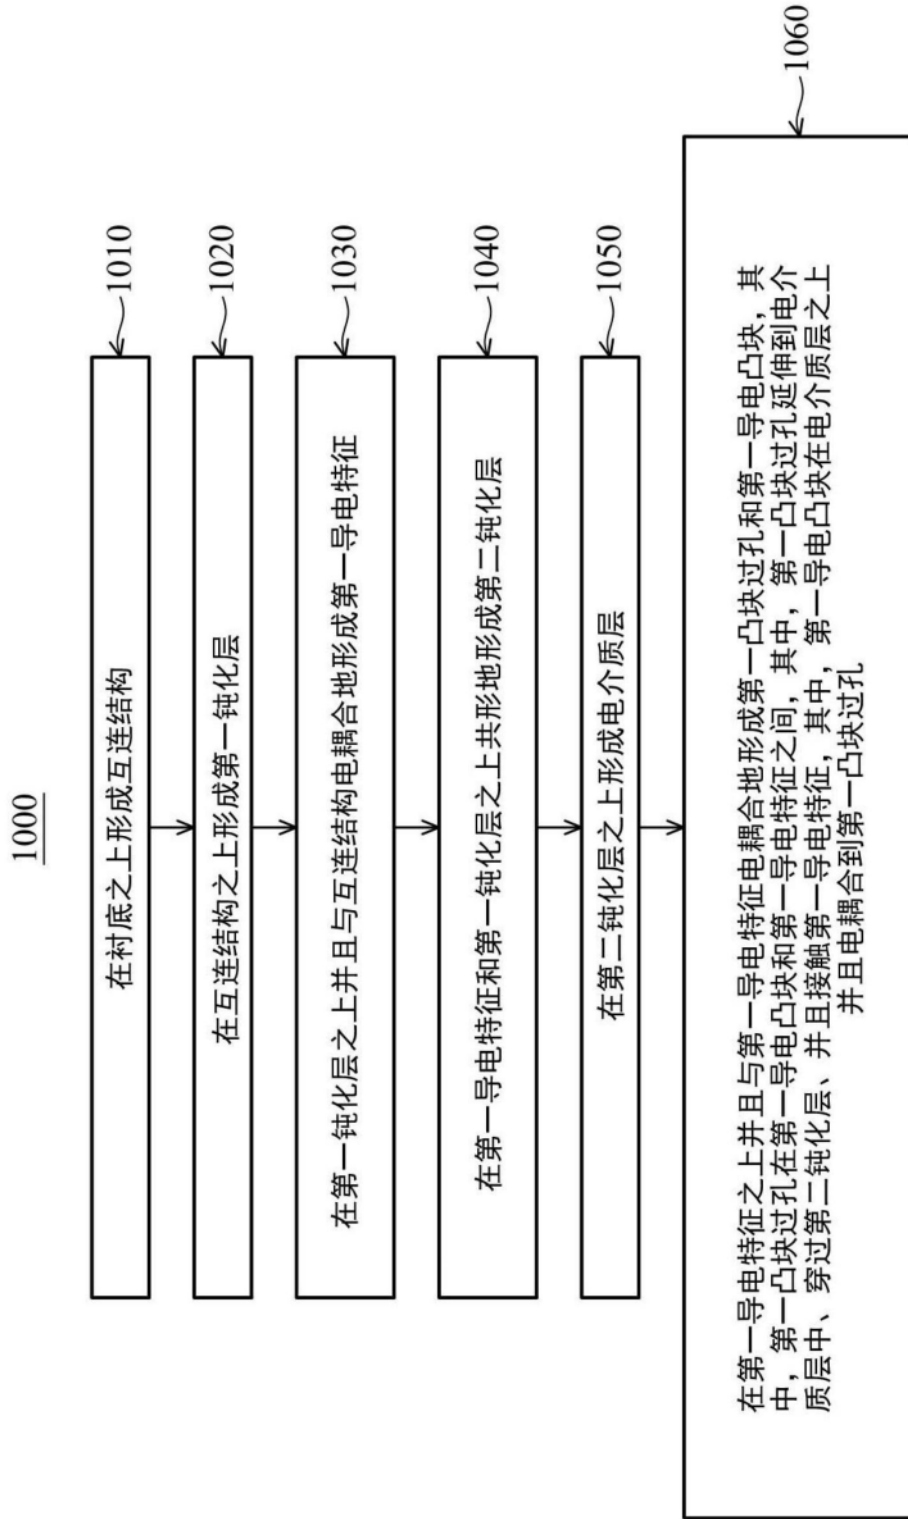 1000
在衬底之上形成互连结构
1010
在互连结构之上形成第一钝化层
1020
在第一钝化层之上并且与互连结构电耦合地形成第一导电特征
1030
在第一导电特征和第一钝化层之上共形地形成第二钝化层
1040
在第二钝化层之上形成电介质层
1050
在第一导电特征之上并且与第一导电特征电耦合地形成第一凸块过孔和第一导电凸块，其
中，第一凸块过孔在第一导电凸块和第一导电特征之间，其中，第一凸块过孔延伸到电介
质层中、穿过第二钝化层、并且接触第一导电特征，其中，第一导电凸块在电介质层之上
并且电耦合到第一凸块过孔
1060